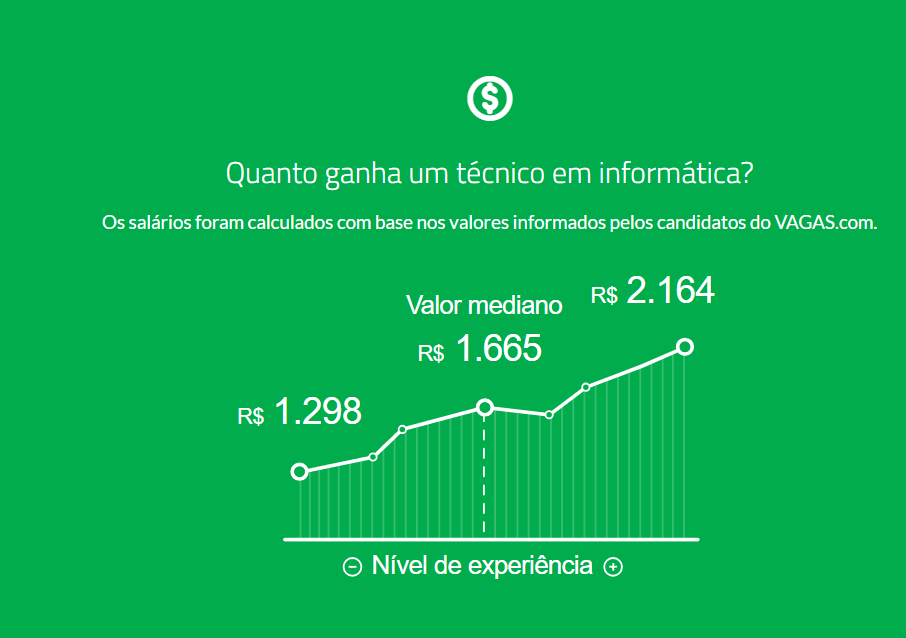 Quanto ganha um técnico em informática?
Os salários foram calculados com base nos valores informados pelos candidatos do VAGAS.com.
R$ 1.298
Valor mediano
R$ 1.665
R$ 2.164
Nível de experiência